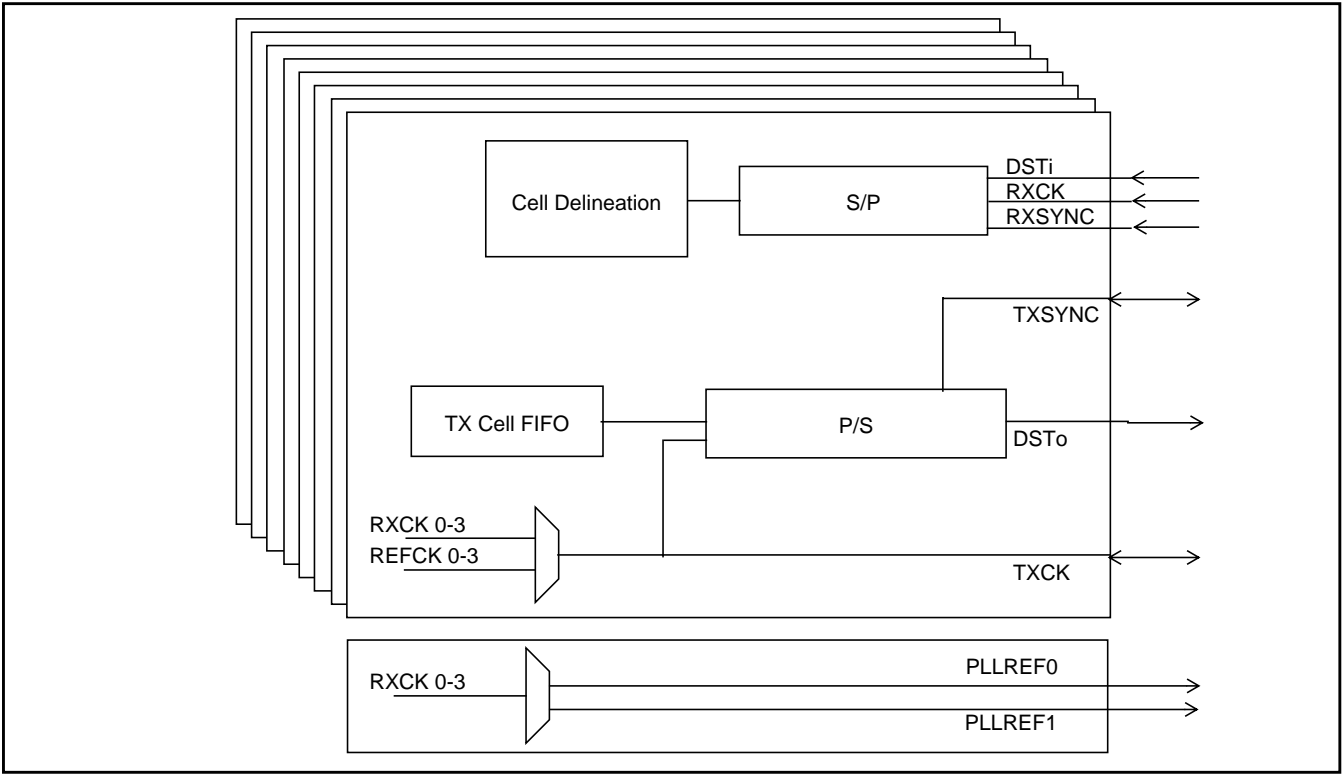 DSTi
Cell Delineation
S/P
RXCK
RXSYNC
TXSYNC
TX Cell FIFO
P/S
DSTo
RXCK 0-3
REFCK 0-3
TXCK
PLLREF0
RXCK 0-3
PLLREF1